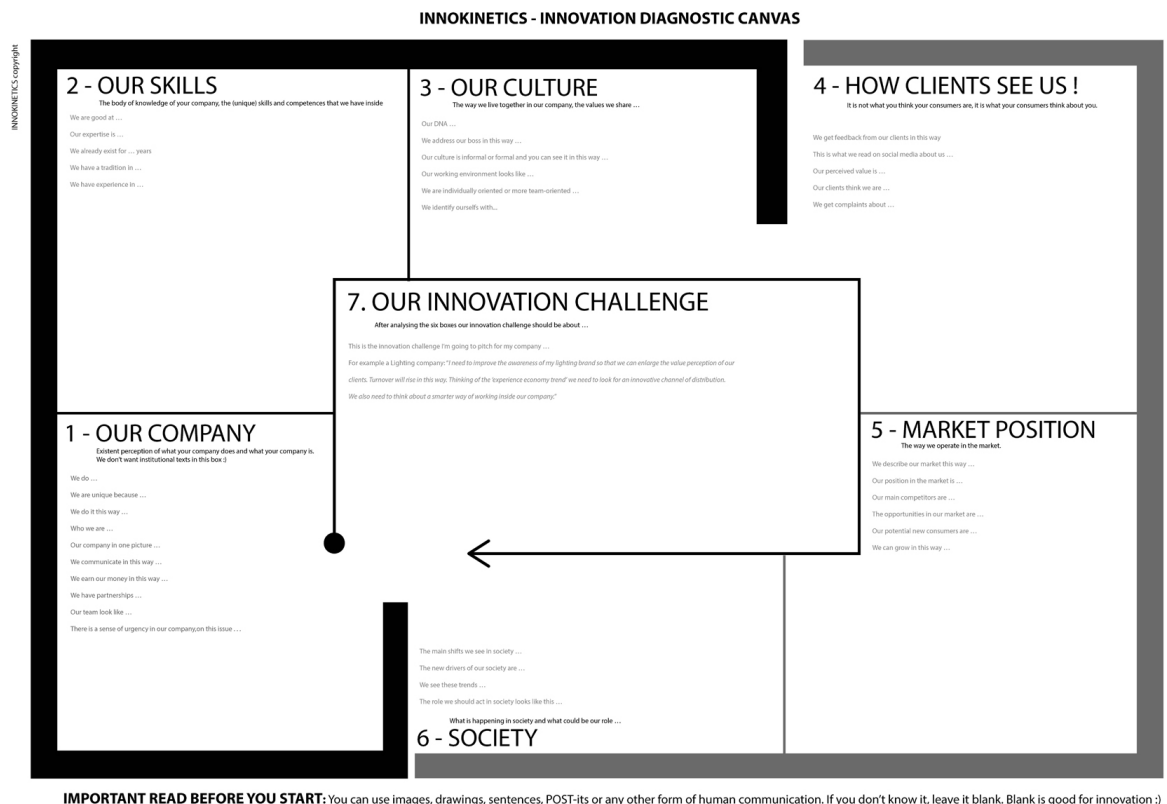 INNOKINETICS - INNOVATION DIAGNOSTIC CANVAS
INNOKINETICS copyright
2 - OUR SKILLS
The body of knowledge of your company, the (unique) skills and competences that we have inside
We are good at …
Our expertise is …
We already exist for … years
We have a tradition in …
We have experience in …
3 - OUR CULTURE
The way we live together in our company, the values we share …
Our DNA …
We address our boss in this way …
Our culture is informal or formal and you can see it in this way …
Our working environment looks like …
We are individually oriented or more team-oriented …
We identify ourselfs with...
4 - HOW CLIENTS SEE US !
It is not what you think your consumers are, it is what your consumers think about you.
We get feedback from our clients in this way
This is what we read on social media about us …
Our perceived value is …
Our clients think we are …
We get complaints about …
7. OUR INNOVATION CHALLENGE
After analysing the six boxes our innovation challenge should be about …
This is the innovation challenge I'm going to pitch for my company …
For example a Lighting company: "I need to improve the awareness of my lighting brand so that we can enlarge the value perception of our
clients. Turnover will rise in this way. Thinking of the 'experience economy trend' we need to look for an innovative channel of distribution.
We also need to think about a smarter way of working inside our company."
1 - OUR COMPANY
Existent perception of what your company does and what your company is.
We don't want institutional texts in this box :)
We do …
We are unique because …
We do it this way …
Who we are …
Our company in one picture …
We communicate in this way …
We earn our money in this way …
We have partnerships …
Our team look like …
There is a sense of urgency in our company,on this issue …
5 - MARKET POSITION
The way we operate in the market.
We describe our market this way …
Our position in the market is …
Our main competitors are …
The opportunities in our market are …
Our potential new consumers are …
We can grow in this way …
The main shifts we see in society …
The new drivers of our society are …
We see these trends …
The role we should act in society looks like this …
What is happening in society and what could be our role …
6 - SOCIETY
IMPORTANT READ BEFORE YOU START: You can use images, drawings, sentences, POST-its or any other form of human communication. If you don't know it, leave it blank. Blank is good for innovation :)